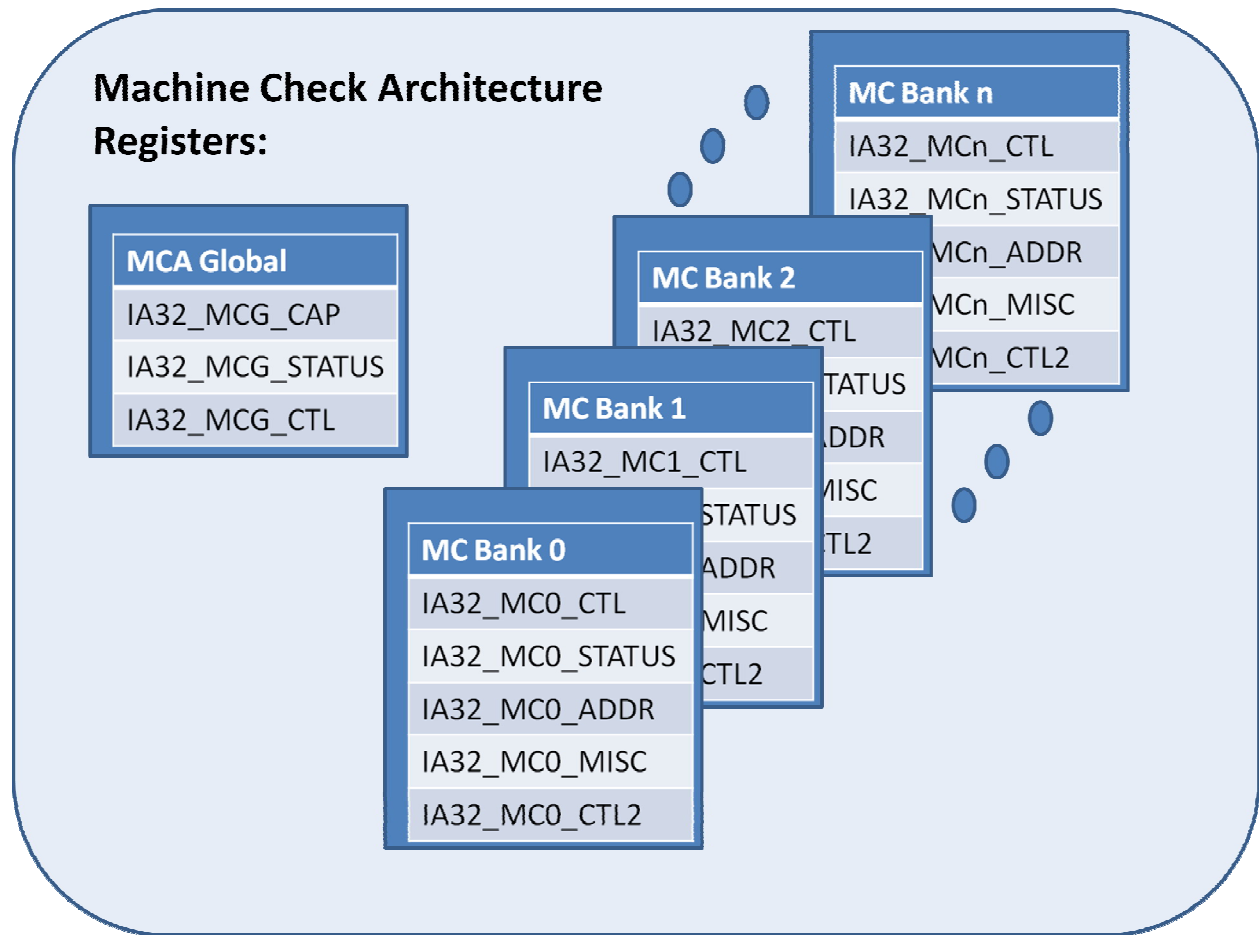 Machine Check Architecture
Registers:
MCA Global
IA32_MCG_CAP
IA32_MCG_STATUS
IA32_MCG_CTL
MC Bank 0
IA32_MC0_CTL
IA32_MC0_STATUS
IA32_MC0_ADDR
IA32_MC0_MISC
IA32_MC0_CTL2
MC Bank 1
IA32_MC1_CTL
STATUS
ADDR
MISC
CTL2
MC Bank 2
IA32_MC2_CTL
TATUS
ADDR
MISC
TL2
MC Bank n
IA32_MCn_CTL
IA32_MCn_STATUS
MCn_ADDR
MCn_MISC
MCn_CTL2